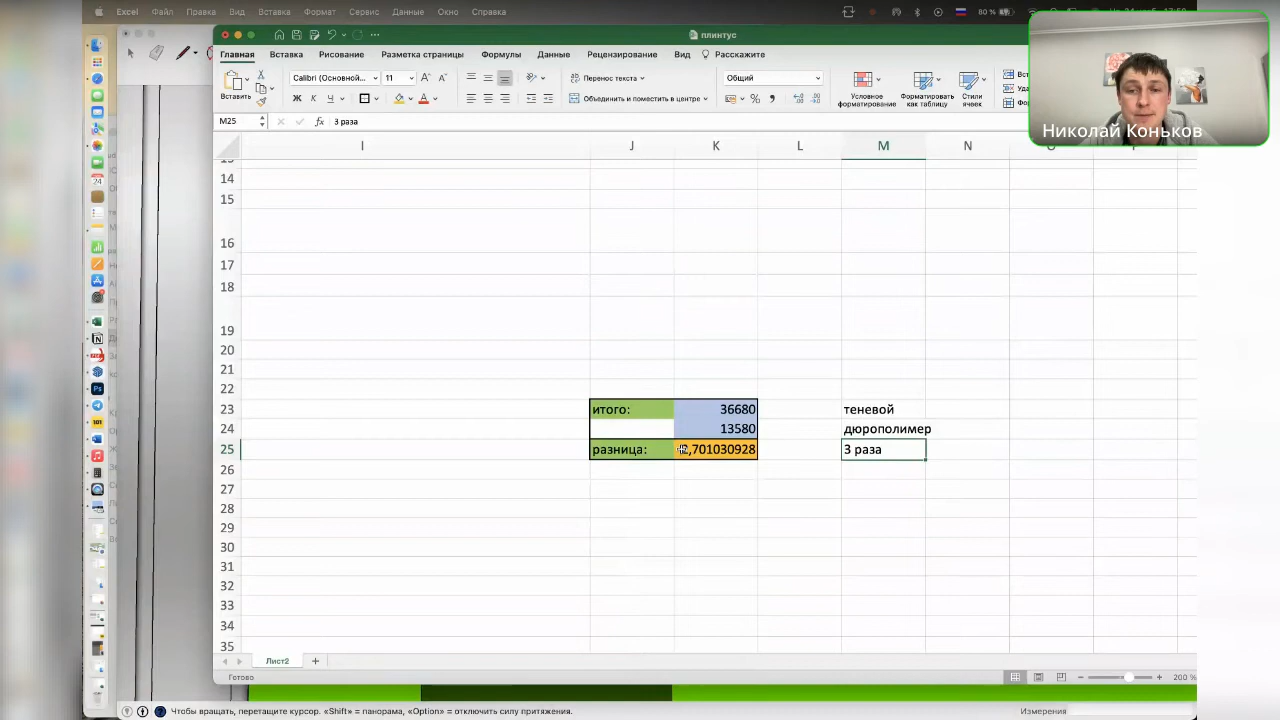 Excel Файл Правка Вид Вставка Формат Сервис Данные Окно Справка
80 %
плинтус
Главная Вставка Рисование Разметка страницы Формулы Данные Рецензирование Вид Расскажите
Вставить
Calibri (Основной... 11
Перенос текста
Объединить и поместить в центре
Общий
Условное форматирование
Форматировать как таблицу
Стили ячеек
M25 fx 3 раза
I J K L M N
14
15
16
17
18
19
20
21
22
23 итого: 36680 теневой
24 13580 дюрополимер
25 разница: 2,701030928 3 раза
26
27
28
29
30
31
32
33
34
35
Лист2
Готово
200 %
Чтобы вращать, перетащите курсор. «Shift» = панорама, «Option» = отключить силу притяжения.
Измерения
Николай Коньков